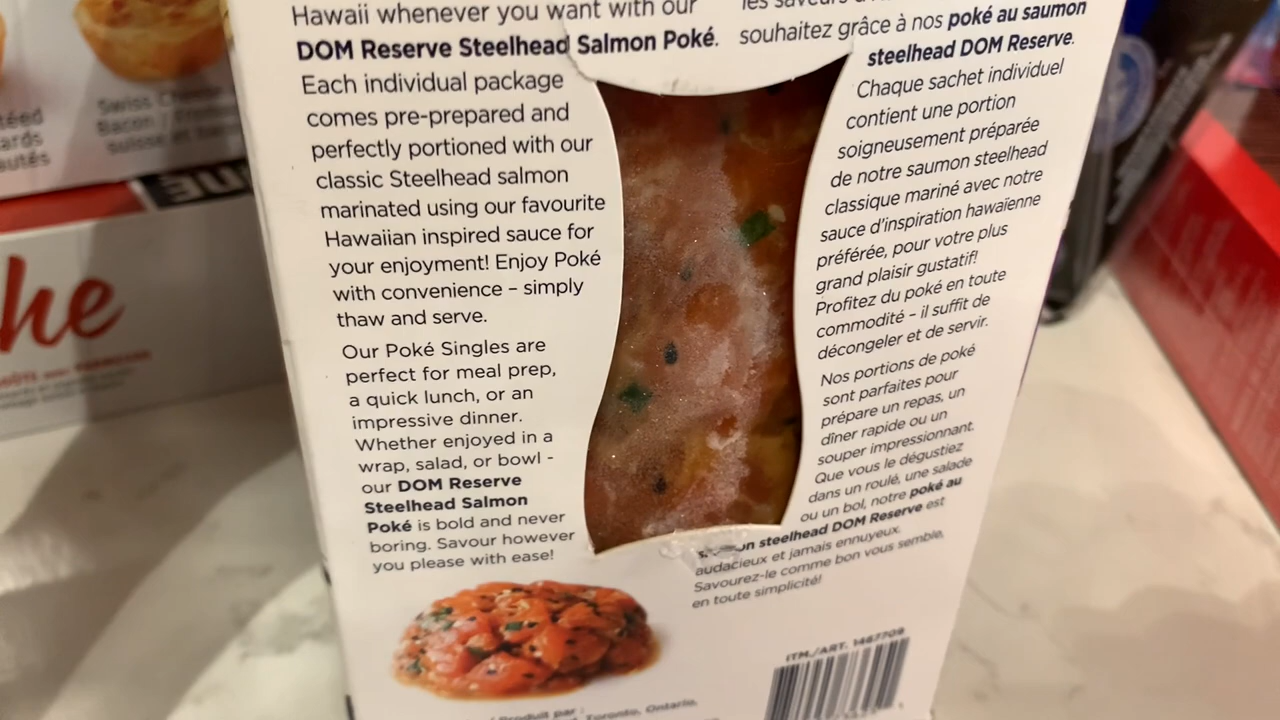 Hawaii whenever you want with our
DOM Reserve Steelhead Salmon Poké.
Each individual package
comes pre-prepared and
perfectly portioned with our
classic Steelhead salmon
marinated using our favourite
Hawaiian inspired sauce for
your enjoyment! Enjoy Poké
with convenience – simply
thaw and serve.
Our Poké Singles are
perfect for meal prep,
a quick lunch, or an
impressive dinner.
Whether enjoyed in a
wrap, salad, or bowl -
our DOM Reserve
Steelhead Salmon
Poké is bold and never
boring. Savour however
you please with ease!
les saveurs
souhaitez grâce à nos poké au saumon
steelhead DOM Reserve.
Chaque sachet individuel
contient une portion
soigneusement préparée
de notre saumon steelhead
classique mariné avec notre
sauce d'inspiration hawaïenne
préférée, pour votre plus
grand plaisir gustatif!
Profitez du poké en toute
commodité – il suffit de
décongeler et de servir.
Nos portions de poké
sont parfaites pour
prépare un repas, un
dîner rapide ou un
souper impressionnant.
Que vous le dégustiez
dans un roulé, une salade
ou un bol, notre poké au
steelhead DOM Reserve est
audacieux et jamais ennuyeux.
Savourez-le comme bon vous semble,
en toute simplicité!
ITM./ART. 1487709
Produit par :
Toronto, Ontario,
he
Swiss
Bacon